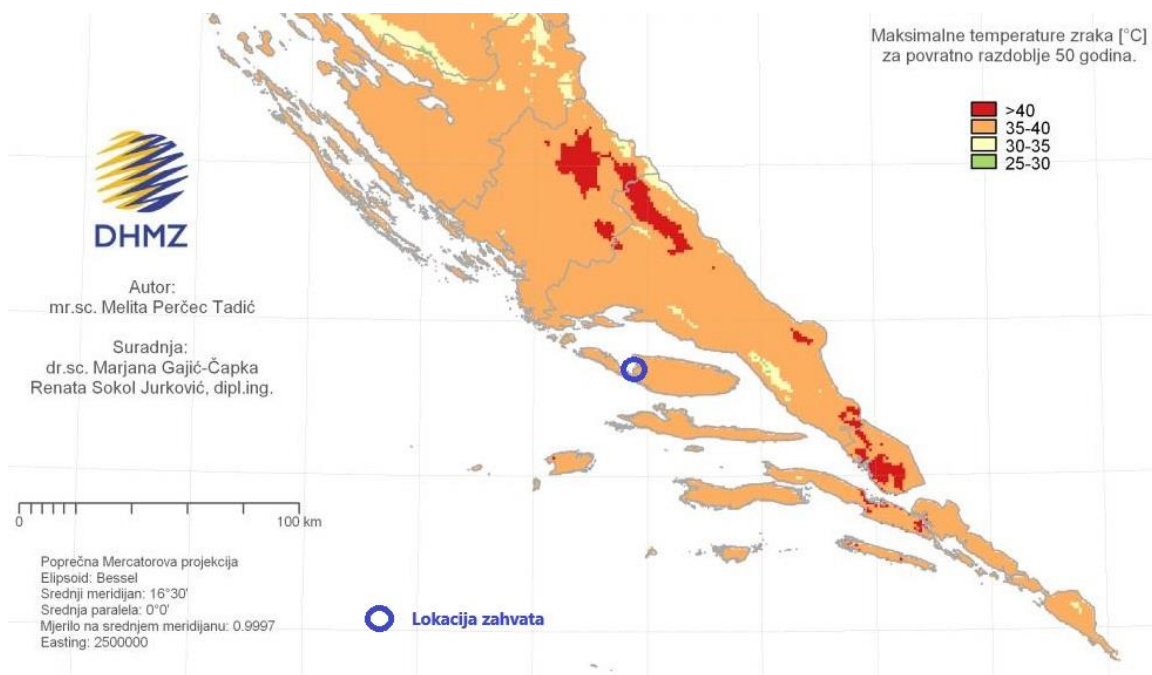 Maksimalne temperature zraka [°C]
za povratno razdoblje 50 godina.
>40
35-40
30-35
25-30
DHMZ
Autor:
mr.sc. Melita Perčec Tadić
Suradnja:
dr.sc. Marjana Gajić-Čapka
Renata Sokol Jurković, dipl.ing.
0 100 km
Poprečna Mercatorova projekcija
Elipsoid: Bessel
Srednji meridijan: 16°30'
Srednja paralela: 0°0'
Mjerilo na srednjem meridijanu: 0.9997
Easting: 2500000
Lokacija zahvata